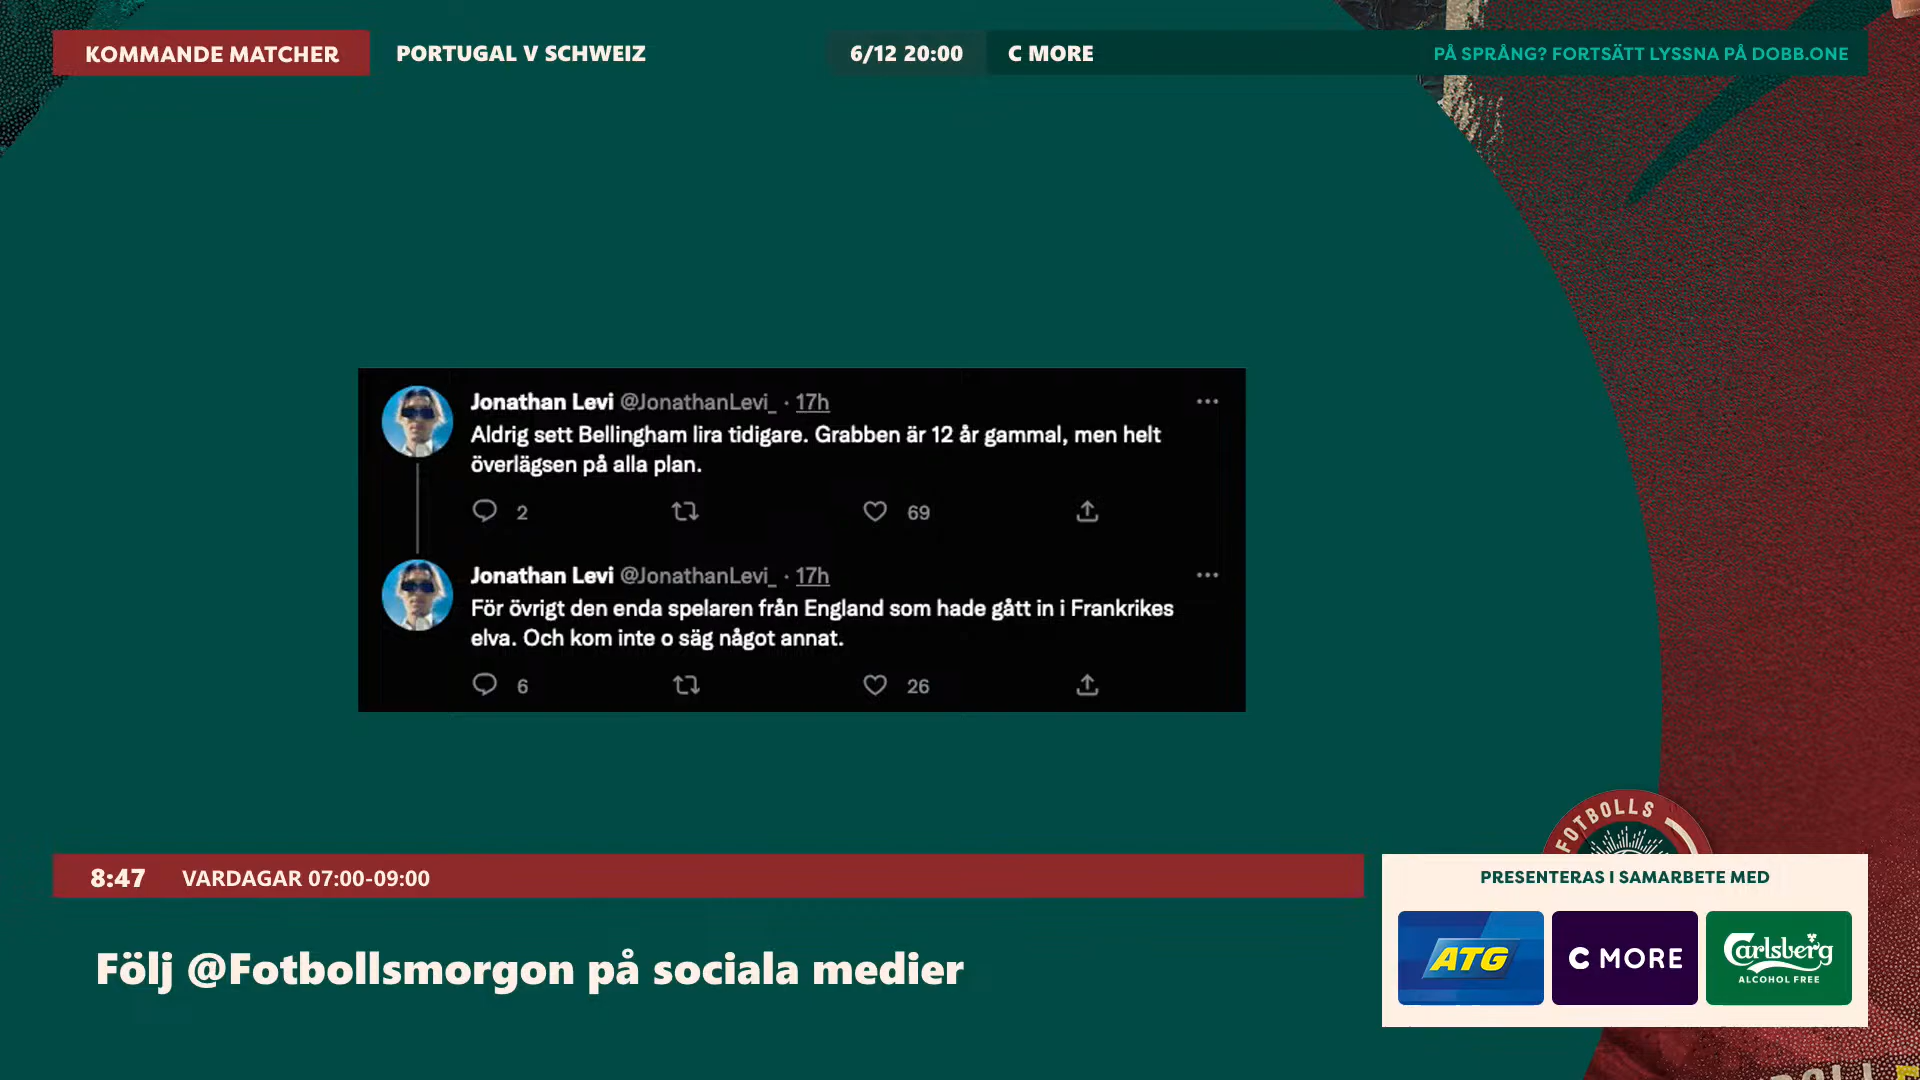 KOMMANDE MATCHER
PORTUGAL V SCHWEIZ
6/12 20:00
C MORE
PÅ SPRÅNG? FORTSÄTT LYSSNA PÅ DOBB.ONE
Jonathan Levi @JonathanLevi_ · 17h
Aldrig sett Bellingham lira tidigare. Grabben är 12 år gammal, men helt
överlägsen på alla plan.
2
69
Jonathan Levi @JonathanLevi_ · 17h
För övrigt den enda spelaren från England som hade gått in i Frankrikes
elva. Och kom inte o säg något annat.
6
26
FOTBOLLS
8:47
VARDAGAR 07:00-09:00
PRESENTERAS I SAMARBETE MED
Följ @Fotbollsmorgon på sociala medier
ATG
C MORE
Carlsberg
ALCOHOL FREE